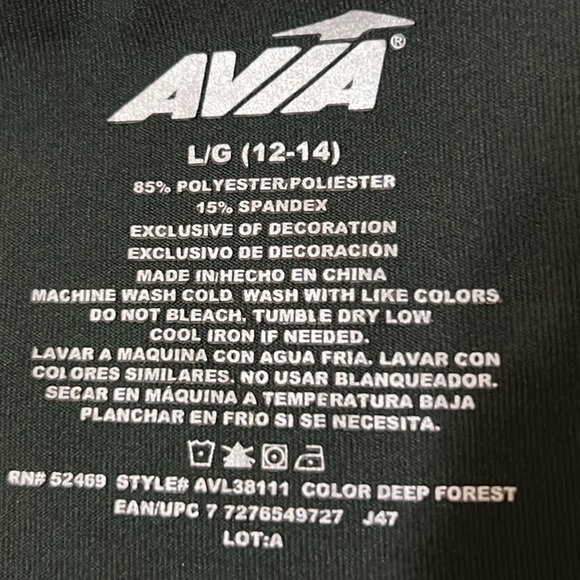 AVIA®
L/G (12-14)
85% POLYESTER/POLIESTER
15% SPANDEX
EXCLUSIVE OF DECORATION
EXCLUSIVO DE DECORACIÓN
MADE IN/HECHO EN CHINA
MACHINE WASH COLD. WASH WITH LIKE COLORS
DO NOT BLEACH. TUMBLE DRY LOW
COOL IRON IF NEEDED.
LAVAR A MAQUINA CON AGUA FRIA. LAVAR CON
COLORES SIMILARES. NO USAR BLANQUEADOR.
SECAR EN MÁQUINA A TEMPERATURA BAJA
PLANCHAR EN FRIO SI SE NECESITA.
RN# 52469 STYLE# AVL38111 COLOR DEEP FOREST
EAN/UPC 7 7276549727 J47
LOT:A